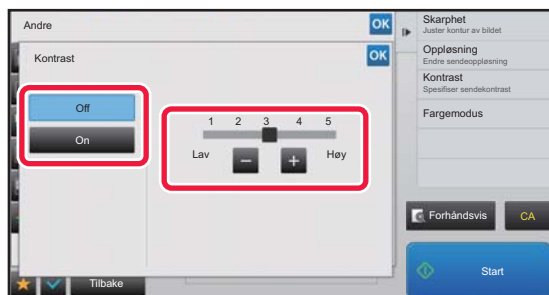 Andre
OK
Kontrast
OK
Off
On
1 2 3 4 5
Lav
−
+
Høy
Skarphet
Juster kontur av bildet
Oppløsning
Endre sendeoppløsning
Kontrast
Spesifiser sendekontrast
Fargemodus
Forhåndsvis
CA
Tilbake
Start